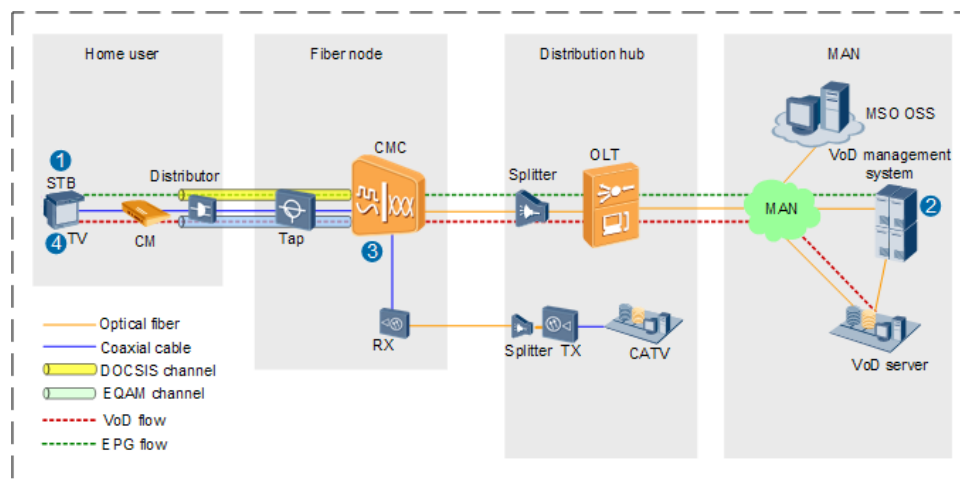 Home user
Fiber node
Distribution hub
MAN
MSO OSS
CMC
OLT
VoD management
system
1
STB
Distributor
Splitter
MAN
2
4
TV
CM
Tap
3
RX
Splitter
TX
CATV
VoD server
Optical fiber
Coaxial cable
DOCSIS channel
EQAM channel
VoD flow
EPG flow